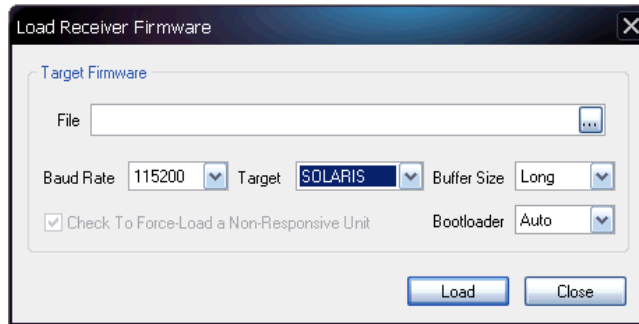 Load Receiver Firmware
Target Firmware
File
...
Baud Rate 115200 Target SOLARIS Buffer Size Long
Check To Force-Load a Non-Responsive Unit Bootloader Auto
Load Close